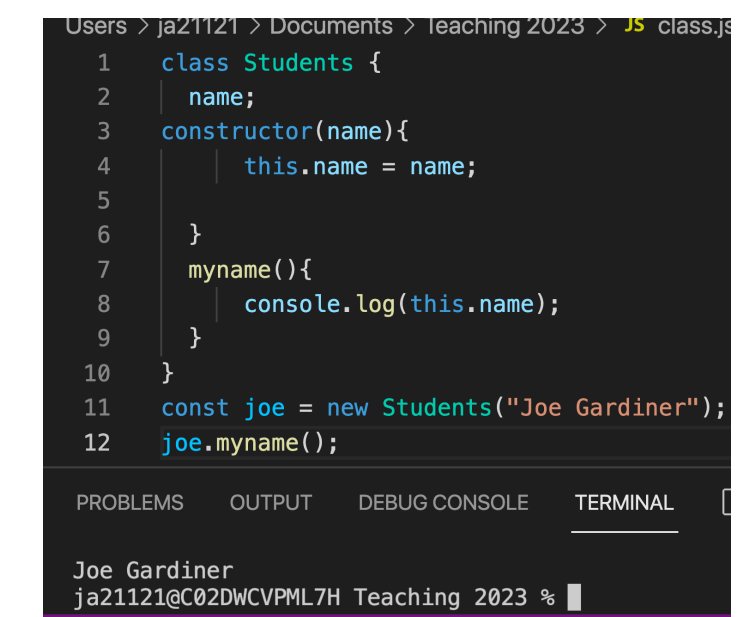 Users > ja21121 > Documents > Teaching 2023 > JS class.js
1 class Students {
2 name;
3 constructor(name){
4 this.name = name;
5
6 }
7 myname(){
8 console.log(this.name);
9 }
10 }
11 const joe = new Students("Joe Gardiner");
12 joe.myname();
PROBLEMS OUTPUT DEBUG CONSOLE TERMINAL
Joe Gardiner
ja21121@C02DWCVPML7H Teaching 2023 %